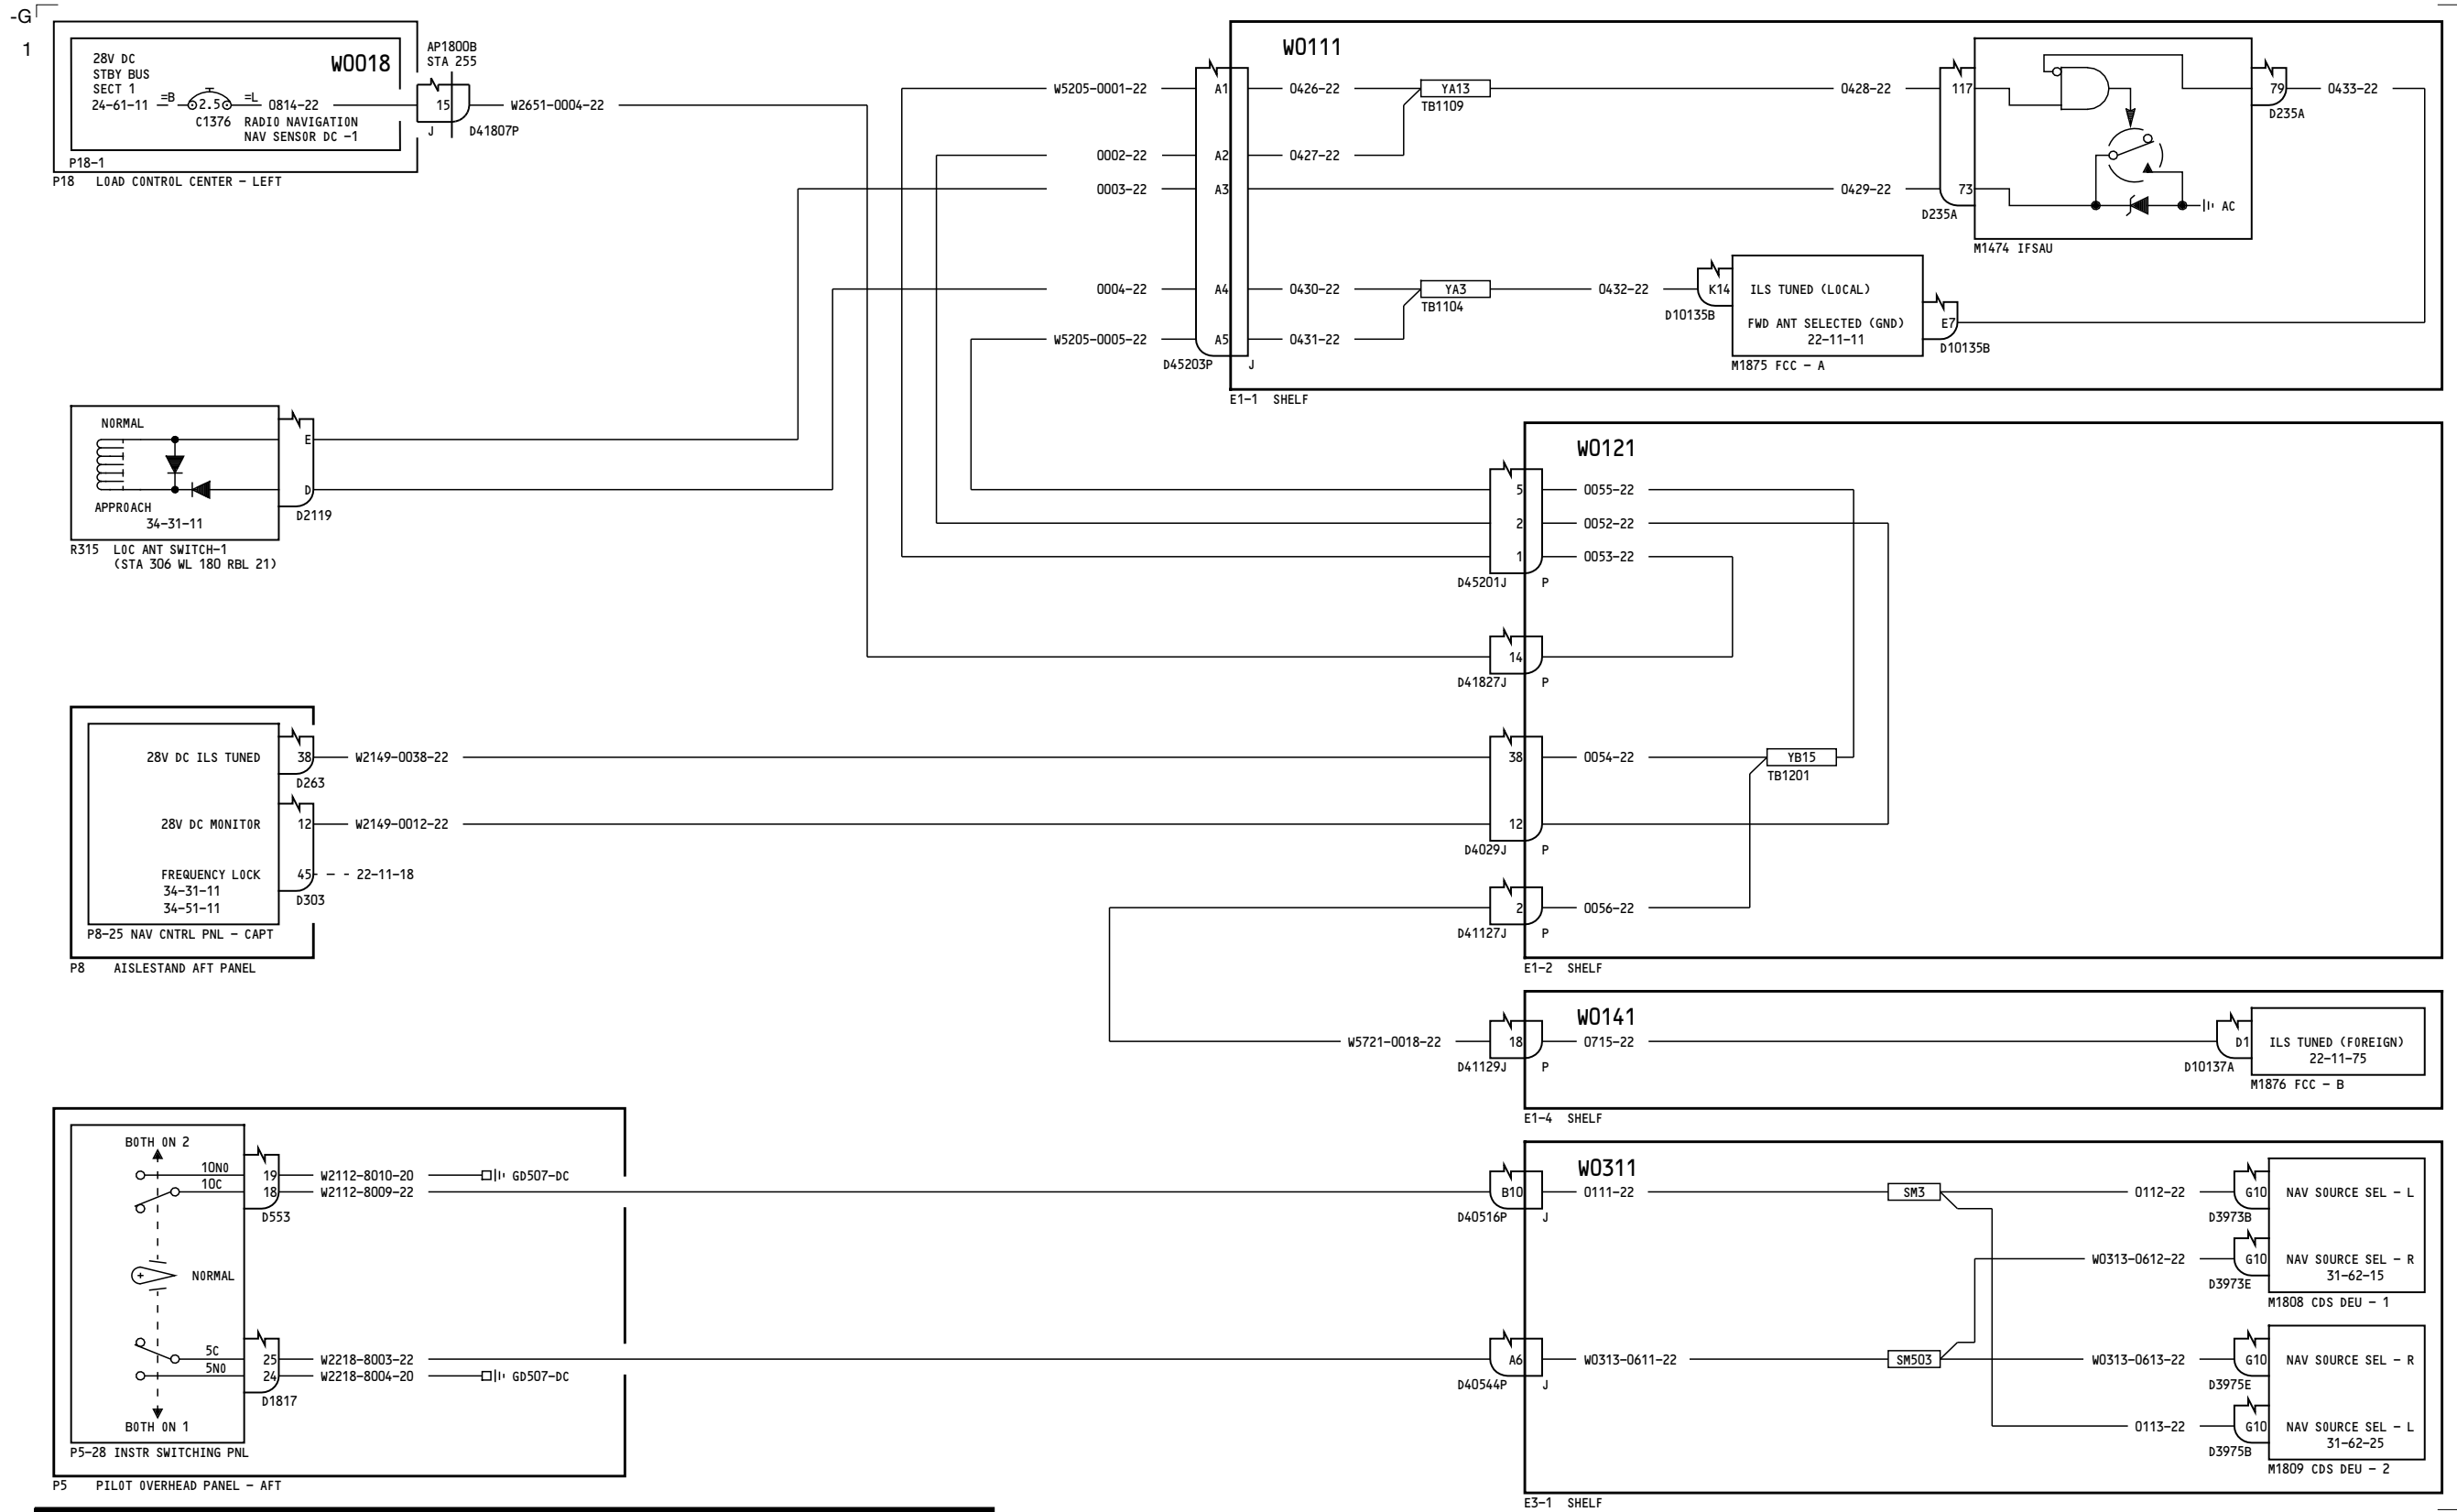 -G
1
28V DC
STBY BUS
SECT 1
24-61-11
=B
2.5
=L
0814-22
C1376
RADIO NAVIGATION
NAV SENSOR DC -1
W0018
P18-1
P18 LOAD CONTROL CENTER - LEFT
AP1800B
STA 255
15
J
D41807P
W2651-0004-22
W5205-0001-22
0002-22
0003-22
0004-22
W5205-0005-22
A1
A2
A3
A4
A5
D45203P
J
W0111
0426-22
0427-22
YA13
TB1109
0428-22
0429-22
0430-22
0431-22
YA3
TB1104
0432-22
117
73
D235A
AC
M1474 IFSAU
79
D235A
0433-22
K14
D10135B
ILS TUNED (LOCAL)
FWD ANT SELECTED (GND)
22-11-11
M1875 FCC - A
E7
D10135B
E1-1 SHELF
NORMAL
APPROACH
34-31-11
E
D
D2119
R315 LOC ANT SWITCH-1
(STA 306 WL 180 RBL 21)
W0121
5
2
1
D45201J
P
0055-22
0052-22
0053-22
14
D41827J
P
28V DC ILS TUNED
38
D263
W2149-0038-22
28V DC MONITOR
12
W2149-0012-22
FREQUENCY LOCK
34-31-11
34-51-11
45
22-11-18
D303
P8-25 NAV CNTRL PNL - CAPT
P8 AISLESTAND AFT PANEL
38
12
D4029J
P
0054-22
YB15
TB1201
2
D41127J
P
0056-22
E1-2 SHELF
W0141
W5721-0018-22
18
D41129J
P
0715-22
D1
D10137A
ILS TUNED (FOREIGN)
22-11-75
M1876 FCC - B
E1-4 SHELF
BOTH ON 2
10NO
10C
19
18
D553
W2112-8010-20
GD507-DC
W2112-8009-22
+
NORMAL
5C
5NO
25
24
D1817
W2218-8003-22
W2218-8004-20
GD507-DC
BOTH ON 1
P5-28 INSTR SWITCHING PNL
P5 PILOT OVERHEAD PANEL - AFT
W0311
B10
D40516P
J
0111-22
SM3
0112-22
G10
D3973B
NAV SOURCE SEL - L
W0313-0612-22
G10
D3973E
NAV SOURCE SEL - R
31-62-15
M1808 CDS DEU - 1
A6
D40544P
J
W0313-0611-22
SM503
W0313-0613-22
G10
D3975E
NAV SOURCE SEL - R
0113-22
G10
D3975B
NAV SOURCE SEL - L
31-62-25
M1809 CDS DEU - 2
E3-1 SHELF